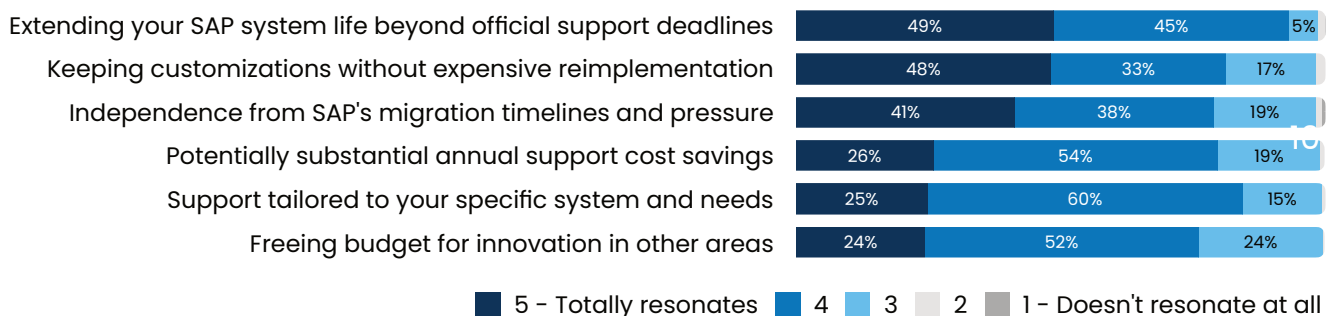 Extending your SAP system life beyond official support deadlines 49% 45% 5%
Keeping customizations without expensive reimplementation 48% 33% 17%
Independence from SAP's migration timelines and pressure 41% 38% 19%
10
Potentially substantial annual support cost savings 26% 54% 19%
Support tailored to your specific system and needs 25% 60% 15%
Freeing budget for innovation in other areas 24% 52% 24%
5 - Totally resonates 4 3 2 1 - Doesn't resonate at all